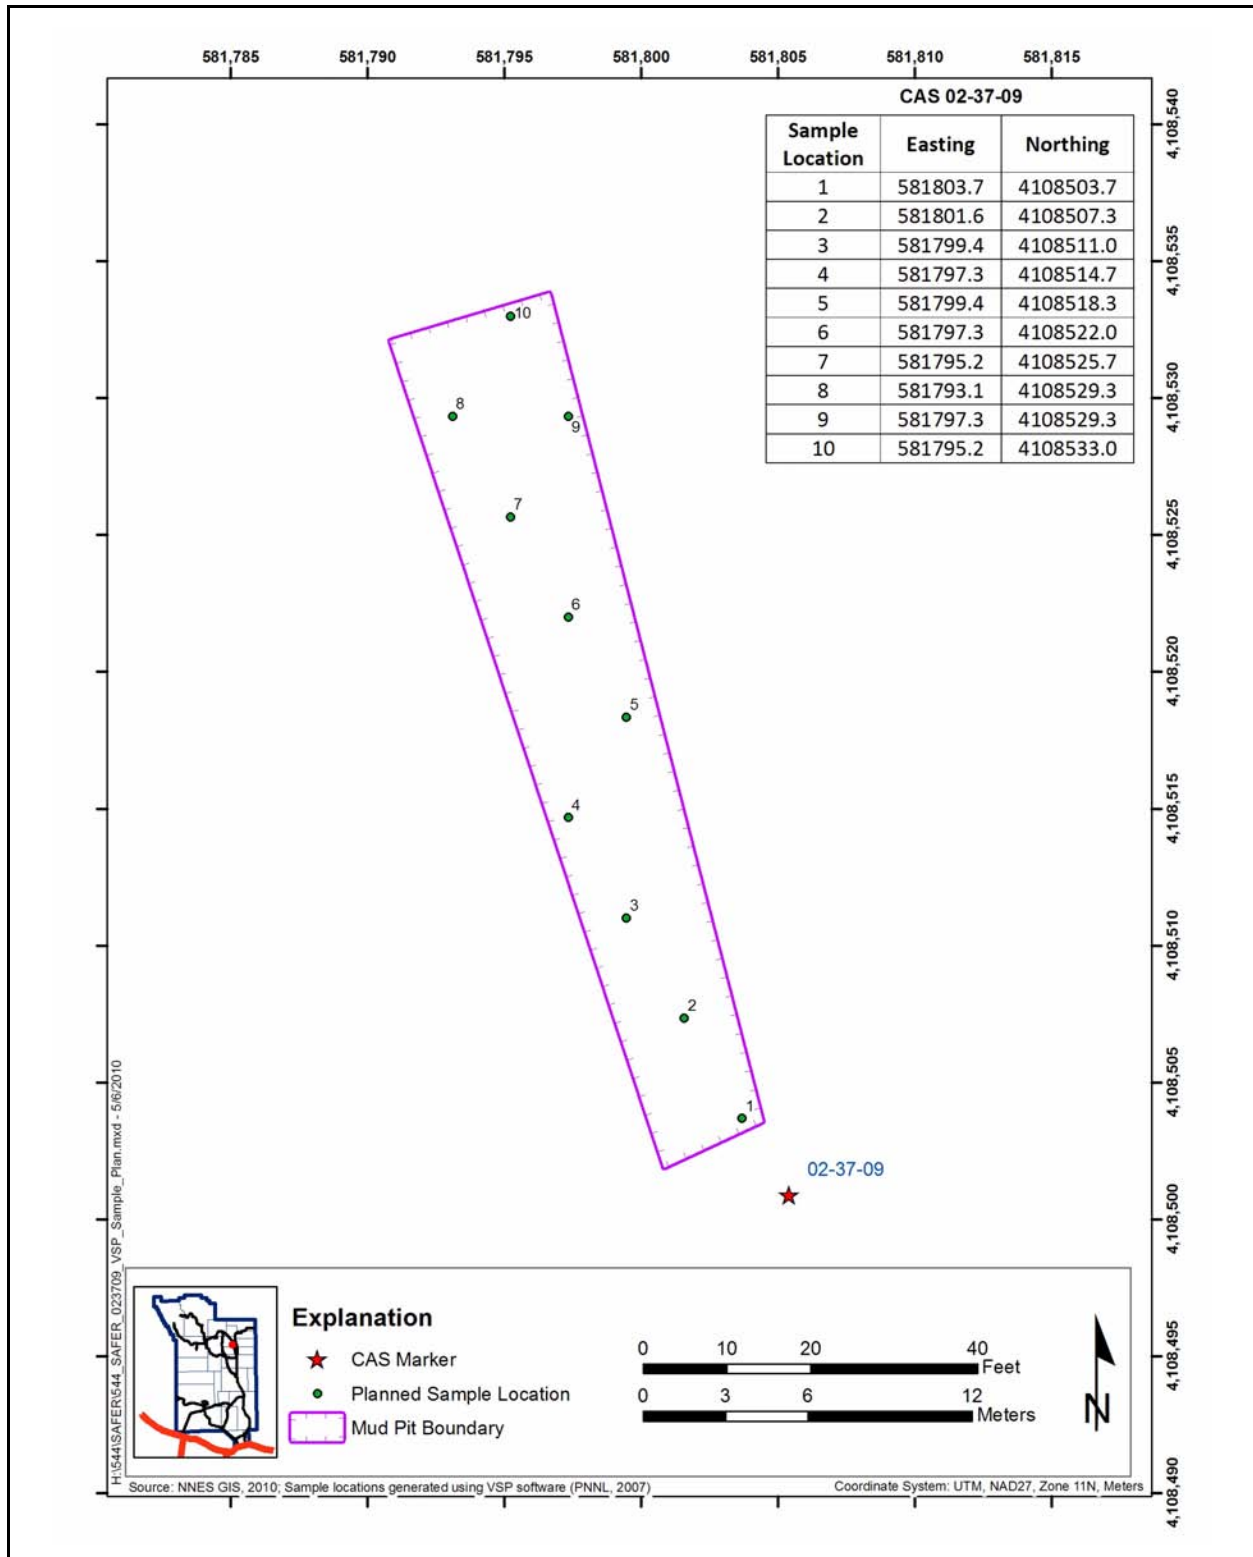 581,785 581,790 581,795 581,800 581,805 581,810 581,815
CAS 02-37-09
Sample Location Easting Northing
1 581803.7 4108503.7
2 581801.6 4108507.3
3 581799.4 4108511.0
4 581797.3 4108514.7
5 581799.4 4108518.3
6 581797.3 4108522.0
7 581795.2 4108525.7
8 581793.1 4108529.3
9 581797.3 4108529.3
10 581795.2 4108533.0
4,108,540
4,108,535
4,108,530
4,108,525
4,108,520
4,108,515
4,108,510
4,108,505
4,108,500
4,108,495
4,108,490
10
8
9
7
6
5
4
3
2
1
02-37-09
H:\544\SAFER\544_SAFER_023709_VSP_Sample_Plan.mxd - 5/6/2010
Explanation
CAS Marker
Planned Sample Location
Mud Pit Boundary
0 10 20 40
Feet
0 3 6 12
Meters
N
Source: NNES GIS, 2010; Sample locations generated using VSP software (PNNL, 2007)
Coordinate System: UTM, NAD27, Zone 11N, Meters